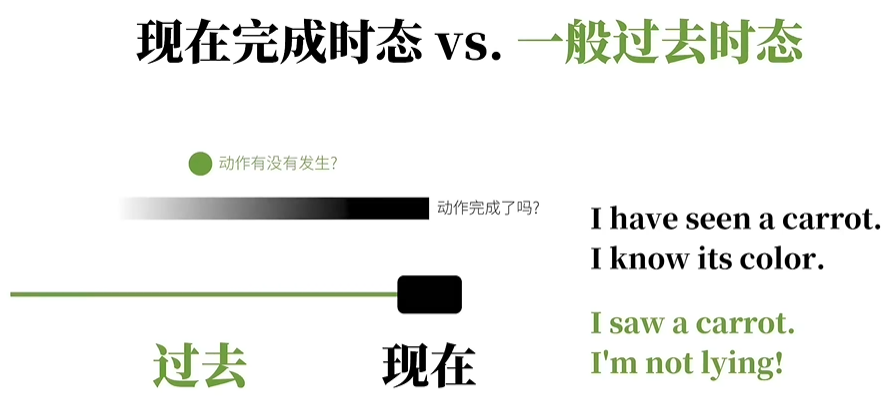 现在完成时态 vs. 一般过去时态
动作有没有发生?
动作完成了吗?
I have seen a carrot.
I know its color.
I saw a carrot.
I'm not lying!
过去
现在